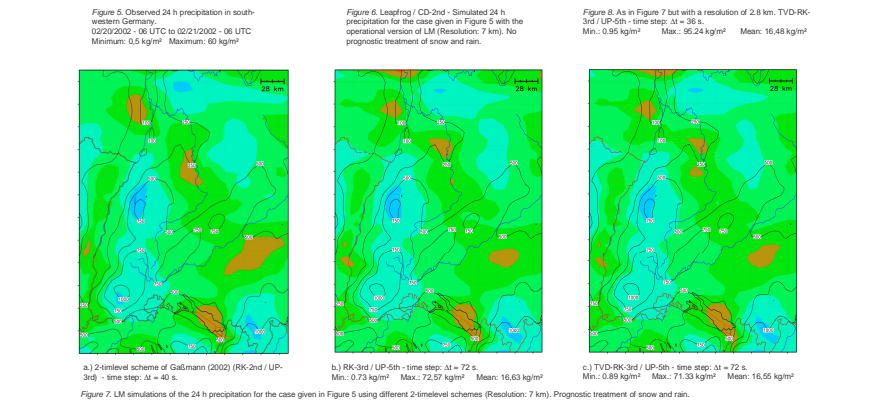 Figure 5. Observed 24 h precipitation in south-
western Germany.
02/20/2002 - 06 UTC to 02/21/2002 - 06 UTC
Minimum: 0,5 kg/m² Maximum: 60 kg/m²
Figure 6. Leapfrog / CD-2nd - Simulated 24 h
precipitation for the case given in Figure 5 with the
operational version of LM (Resolution: 7 km). No
prognostic treatment of snow and rain.
Figure 8. As in Figure 7 but with a resolution of 2.8 km. TVD-RK-
3rd / UP-5th - time step: Δt = 36 s.
Min.: 0.95 kg/m² Max.: 95.24 kg/m² Mean: 16,48 kg/m²
28 km
28 km
28 km
a.) 2-timlevel scheme of Gaßmann (2002) (RK-2nd / UP-
3rd) - time step: Δt = 40 s.
b.) RK-3rd / UP-5th - time step: Δt = 72 s.
Min.: 0.73 kg/m² Max.: 72,57 kg/m² Mean: 16,63 kg/m²
c.) TVD-RK-3rd / UP-5th - time step: Δt = 72 s.
Min.: 0.89 kg/m² Max.: 71.33 kg/m² Mean: 16,55 kg/m²
Figure 7. LM simulations of the 24 h precipitation for the case given in Figure 5 using different 2-timelevel schemes (Resolution: 7 km). Prognostic treatment of snow and rain.